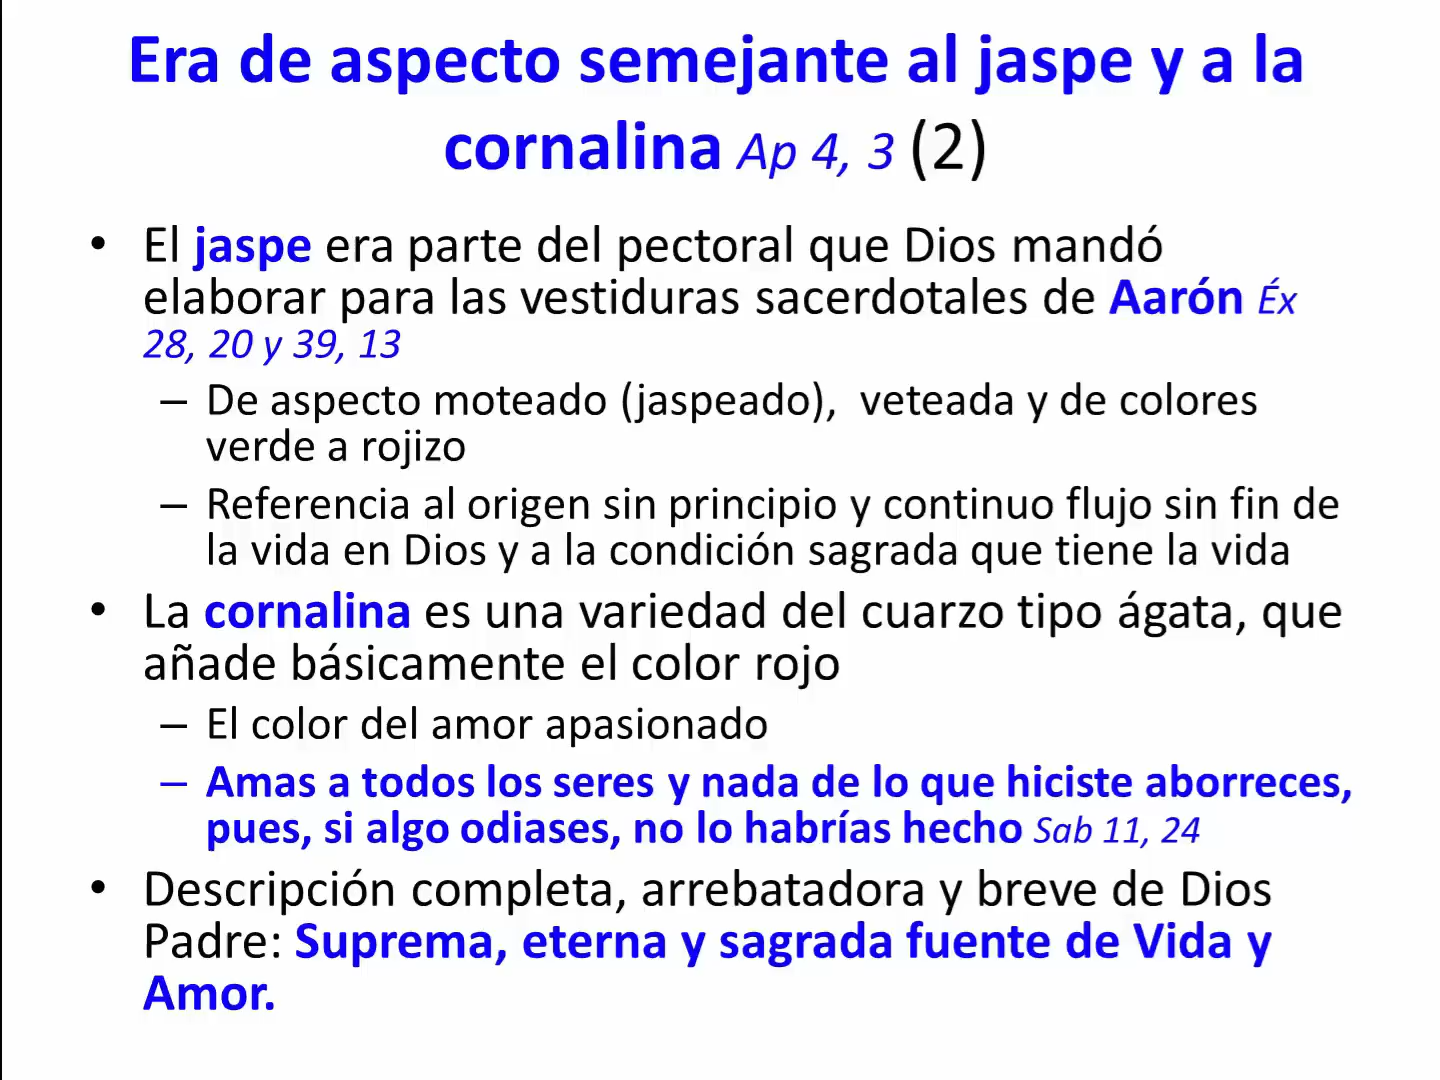 Era de aspecto semejante al jaspe y a la
cornalina Ap 4, 3 (2)
• El jaspe era parte del pectoral que Dios mandó
elaborar para las vestiduras sacerdotales de Aarón Éx
28, 20 y 39, 13
– De aspecto moteado (jaspeado),  veteada y de colores
verde a rojizo
– Referencia al origen sin principio y continuo flujo sin fin de
la vida en Dios y a la condición sagrada que tiene la vida
• La cornalina es una variedad del cuarzo tipo ágata, que
añade básicamente el color rojo
– El color del amor apasionado
– Amas a todos los seres y nada de lo que hiciste aborreces,
pues, si algo odiases, no lo habrías hecho Sab 11, 24
• Descripción completa, arrebatadora y breve de Dios
Padre: Suprema, eterna y sagrada fuente de Vida y
Amor.